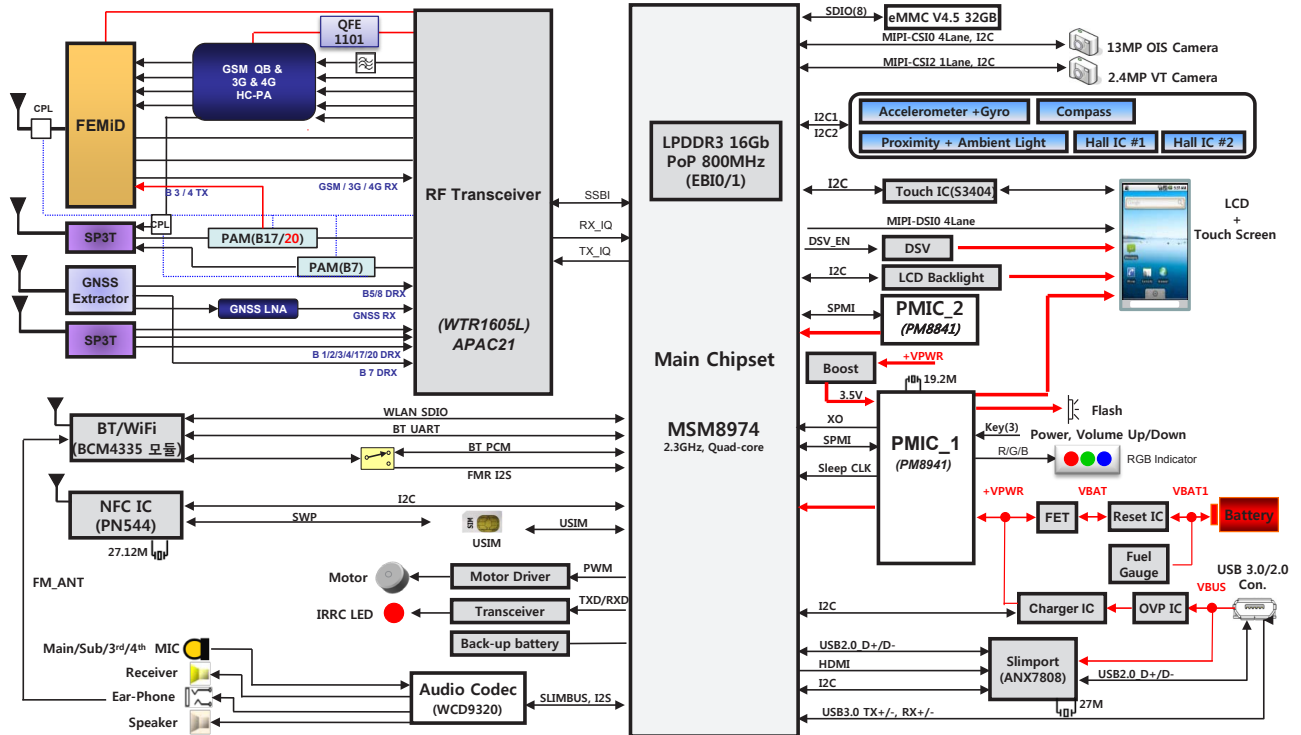 QFE
1101
GSM QB &
3G & 4G
HC-PA
CPL
FEMiD
B 3 / 4 TX
GSM / 3G / 4G RX
CPL
SP3T
PAM(B17/20)
PAM(B7)
GNSS
Extractor
B5/8 DRX
GNSS LNA
GNSS RX
SP3T
B 1/2/3/4/17/20 DRX
B 7 DRX
RF Transceiver
(WTR1605L)
APAC21
SSBI
RX_IQ
TX_IQ
LPDDR3 16Gb
PoP 800MHz
(EBI0/1)
Main Chipset
MSM8974
2.3GHz, Quad-core
SDIO(8)
eMMC V4.5 32GB
MIPI-CSI0 4Lane, I2C
13MP OIS Camera
MIPI-CSI2 1Lane, I2C
2.4MP VT Camera
I2C1
I2C2
Accelerometer +Gyro
Compass
Proximity + Ambient Light
Hall IC #1
Hall IC #2
I2C
Touch IC(S3404)
MIPI-DSI0 4Lane
LCD
+
Touch Screen
DSV_EN
DSV
I2C
LCD Backlight
SPMI
PMIC_2
(PM8841)
Boost
+VPWR
3.5V
19.2M
XO
SPMI
Sleep CLK
PMIC_1
(PM8941)
Flash
Key(3)
Power, Volume Up/Down
R/G/B
RGB Indicator
+VPWR
VBAT
VBAT1
FET
Reset IC
Battery
Fuel
Gauge
USB 3.0/2.0
Con.
VBUS
I2C
Charger IC
OVP IC
USB2.0_D+/D-
HDMI
I2C
Slimport
(ANX7808)
USB2.0_D+/D-
27M
USB3.0 TX+/-, RX+/-
BT/WiFi
(BCM4335 모듈)
WLAN SDIO
BT UART
BT PCM
FMR I2S
NFC IC
(PN544)
27.12M
I2C
SWP
SIM
USIM
USIM
FM_ANT
Motor
Motor Driver
PWM
IRRC LED
Transceiver
TXD/RXD
Back-up battery
Main/Sub/3rd/4th MIC
Receiver
Ear-Phone
Speaker
Audio Codec
(WCD9320)
SLIMBUS, I2S